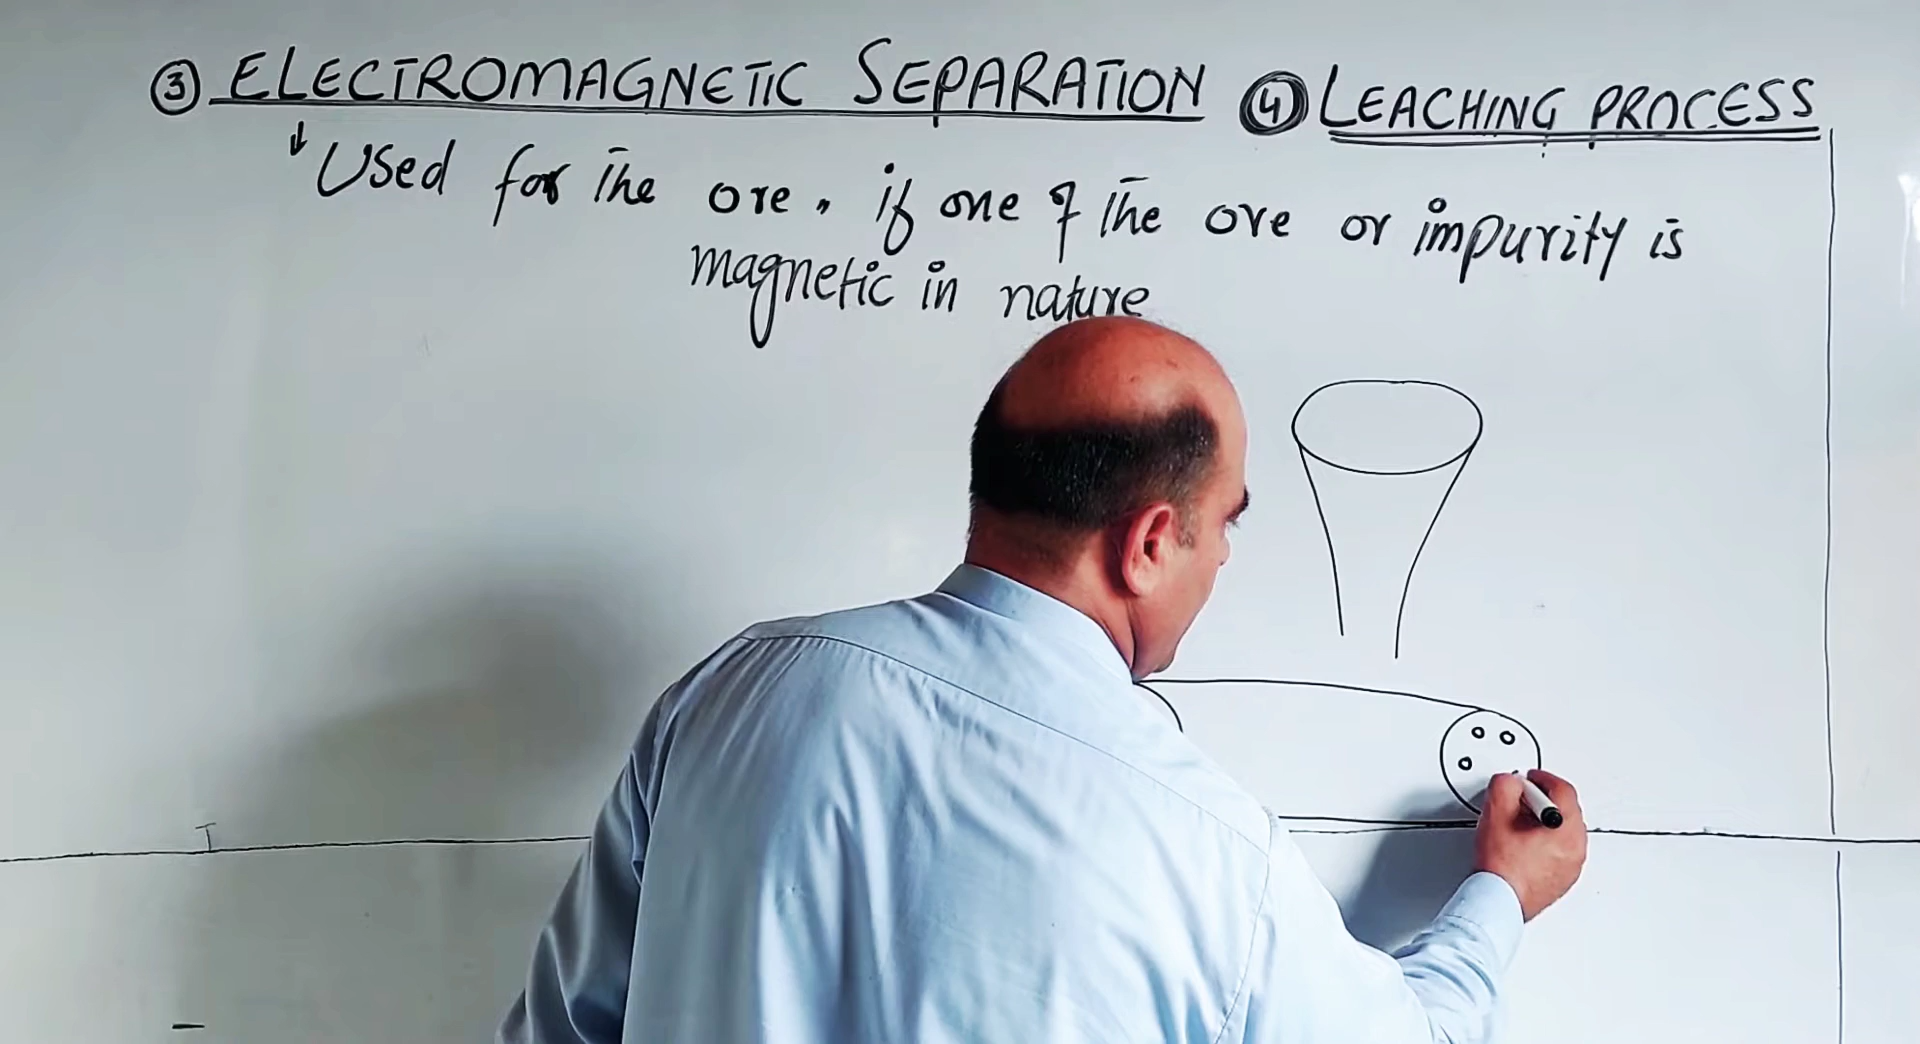 ③ ELECTROMAGNETIC SEPARATION ④ LEACHING PROCESS
Used for the ore, if one of the ore or impurity is
magnetic in nature